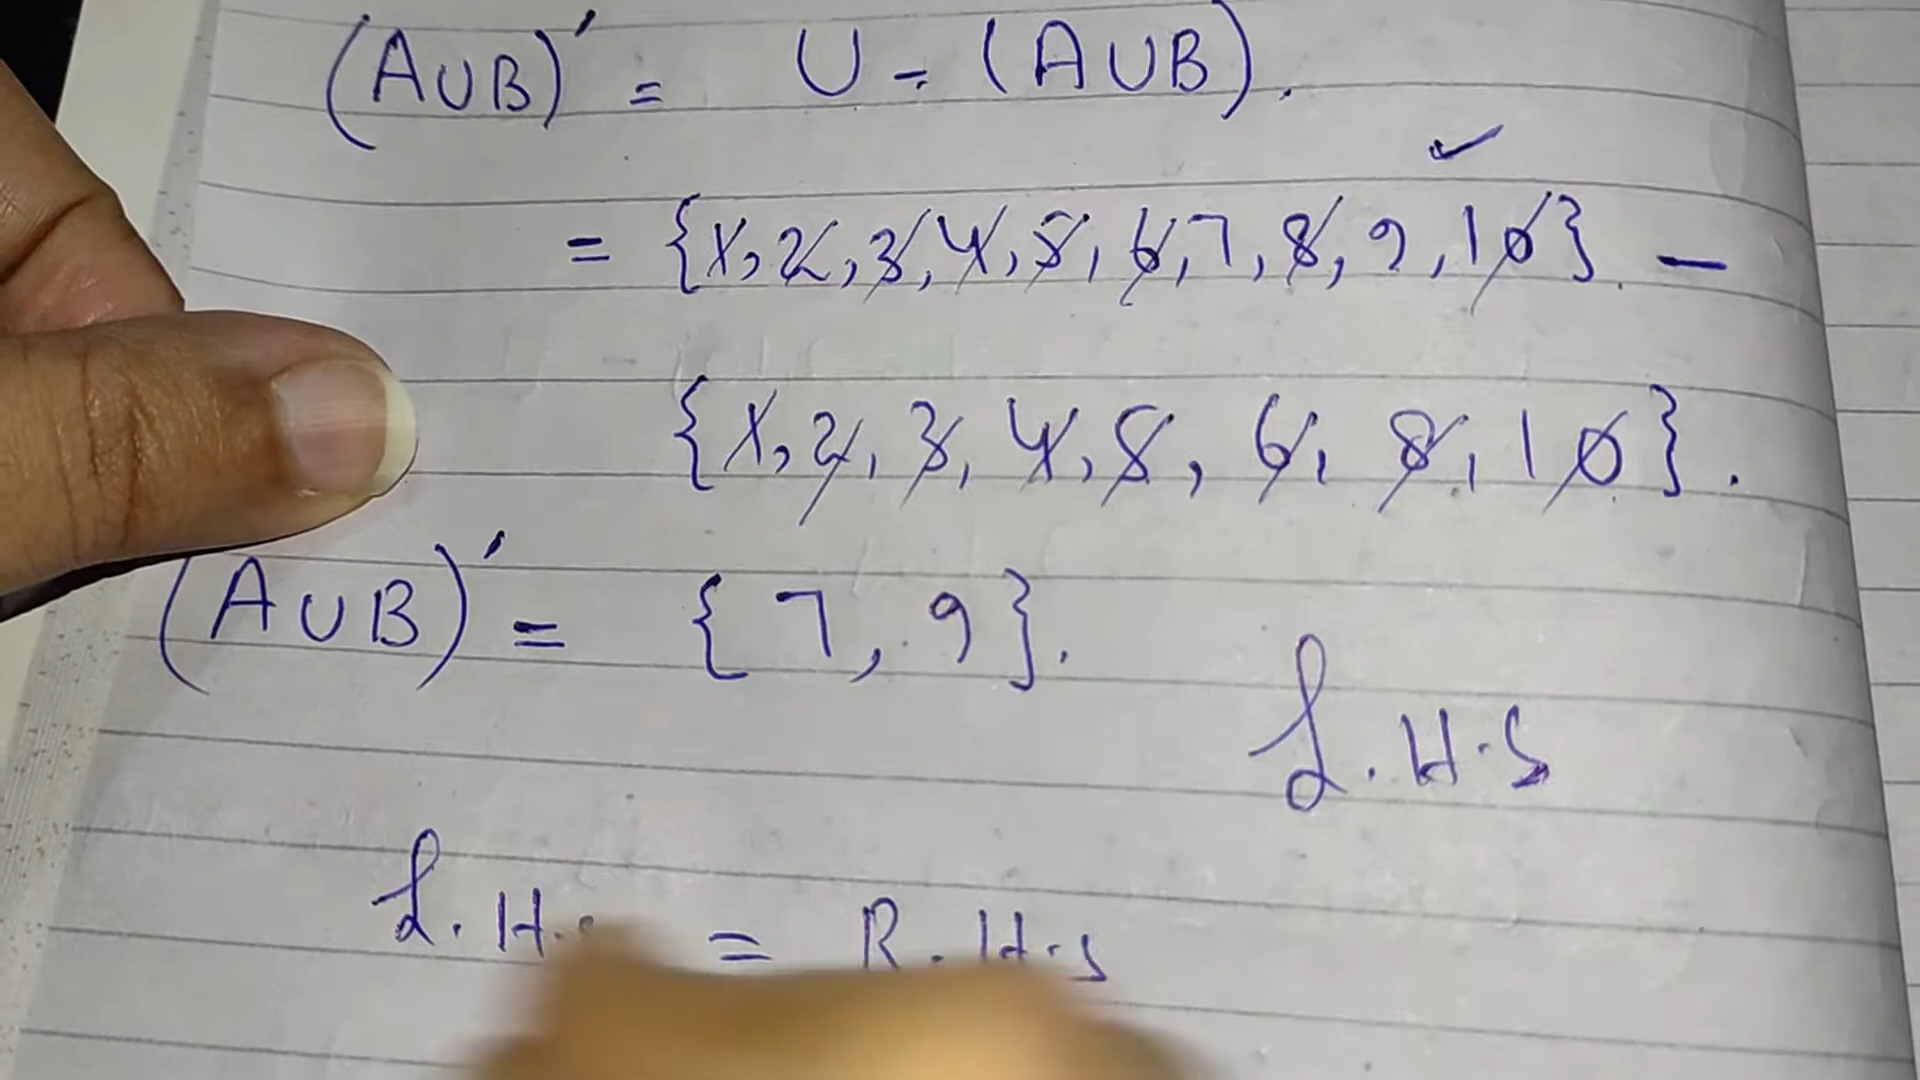 (A∪B)′ = U - (A∪B).
= {1, 2, 3, 4, 5, 6, 7, 8, 9, 10} -
{1, 2, 3, 4, 5, 6, 8, 10}.
(A∪B)′ = {7, 9}.
L.H.S
L.H.S = R.H.S